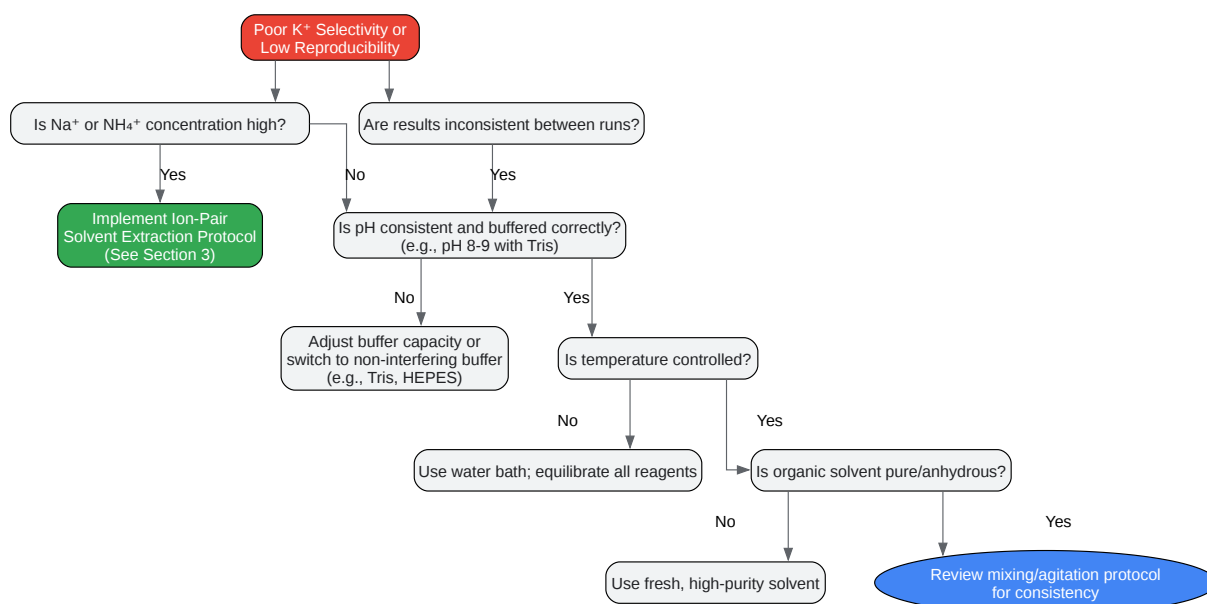 Poor K⁺ Selectivity or
Low Reproducibility
Is Na⁺ or NH₄⁺ concentration high?
Are results inconsistent between runs?
Yes
No
Yes
Implement Ion-Pair
Solvent Extraction Protocol
(See Section 3)
Is pH consistent and buffered correctly?
(e.g., pH 8-9 with Tris)
No
Yes
Adjust buffer capacity or
switch to non-interfering buffer
(e.g., Tris, HEPES)
Is temperature controlled?
No
Yes
Use water bath; equilibrate all reagents
Is organic solvent pure/anhydrous?
No
Yes
Use fresh, high-purity solvent
Review mixing/agitation protocol
for consistency